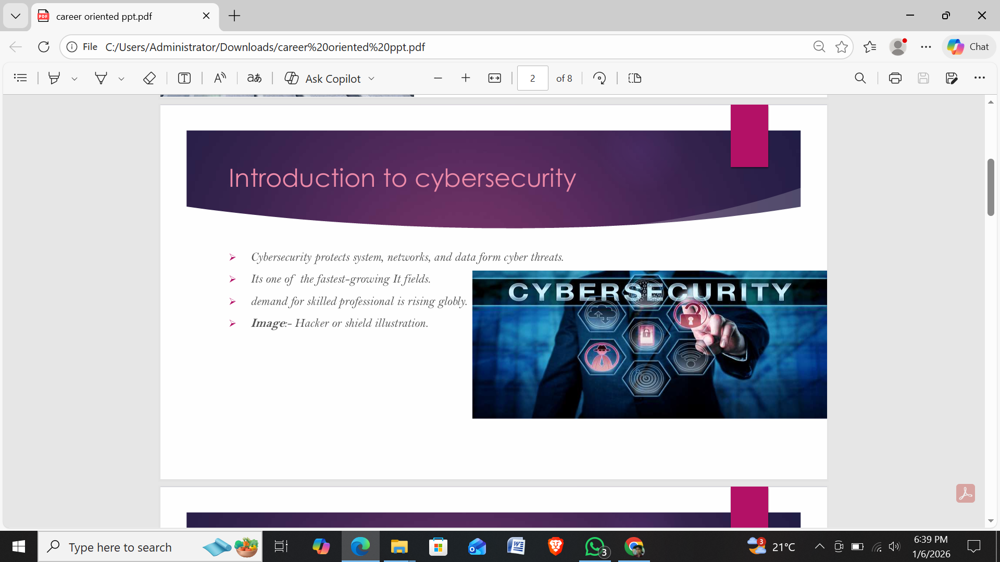 career oriented ppt.pdf
File C:/Users/Administrator/Downloads/career%20oriented%20ppt.pdf
Chat
Ask Copilot
2 of 8
Introduction to cybersecurity
Cybersecurity protects system, networks, and data form cyber threats.
Its one of the fastest-growing It fields.
demand for skilled professional is rising globly.
Image:- Hacker or shield illustration.
CYBERSECURITY
Type here to search
3
3
21°C
6:39 PM
1/6/2026